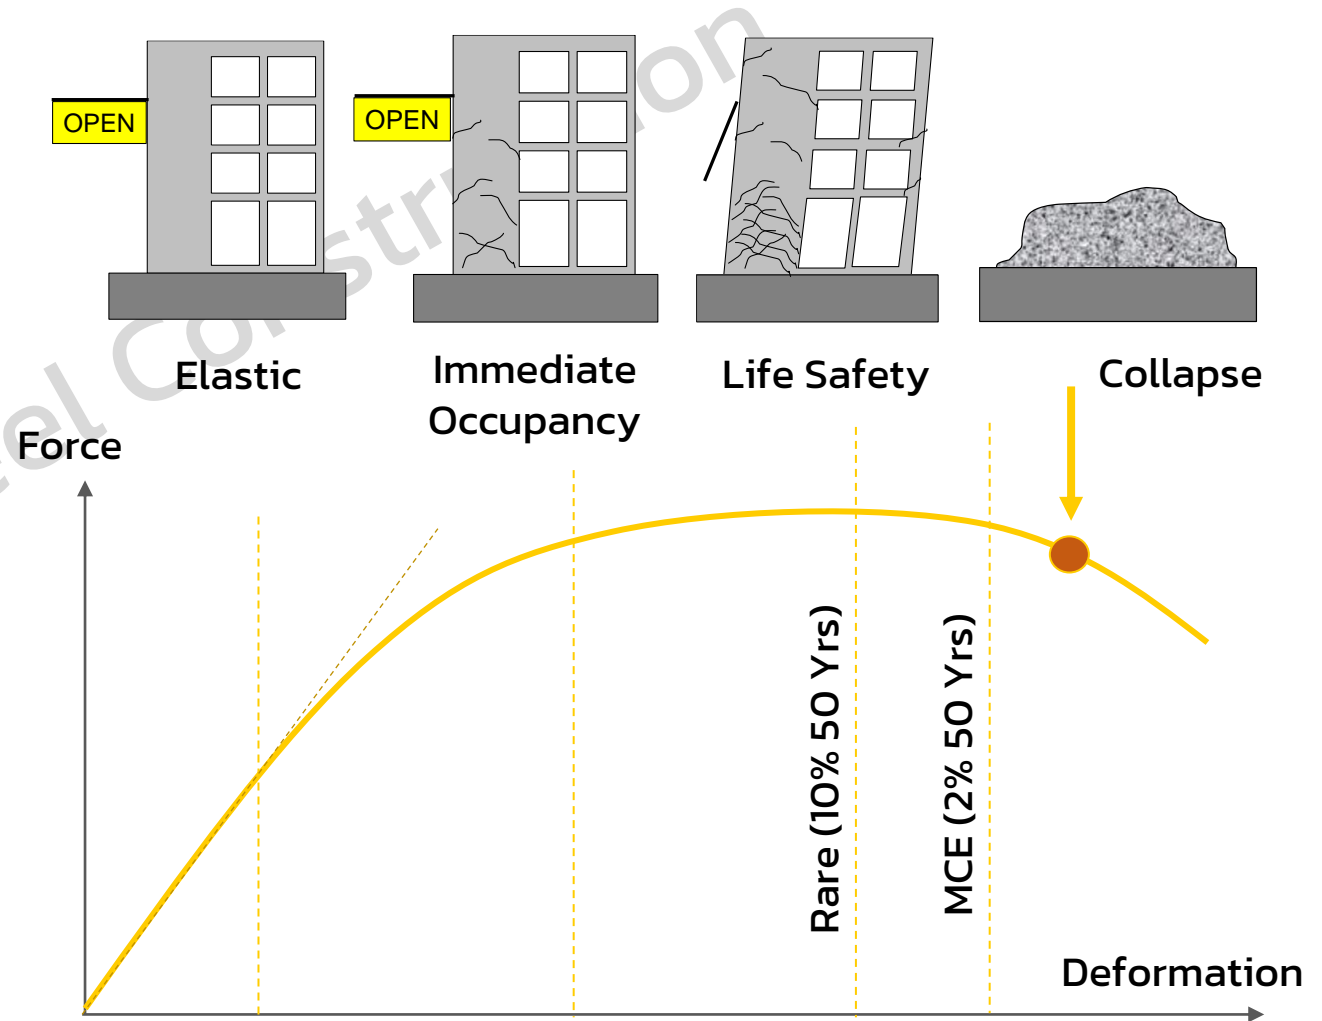 OPEN
OPEN
Elastic
Immediate
Occupancy
Life Safety
Collapse
Force
Rare (10% 50 Yrs)
MCE (2% 50 Yrs)
Deformation